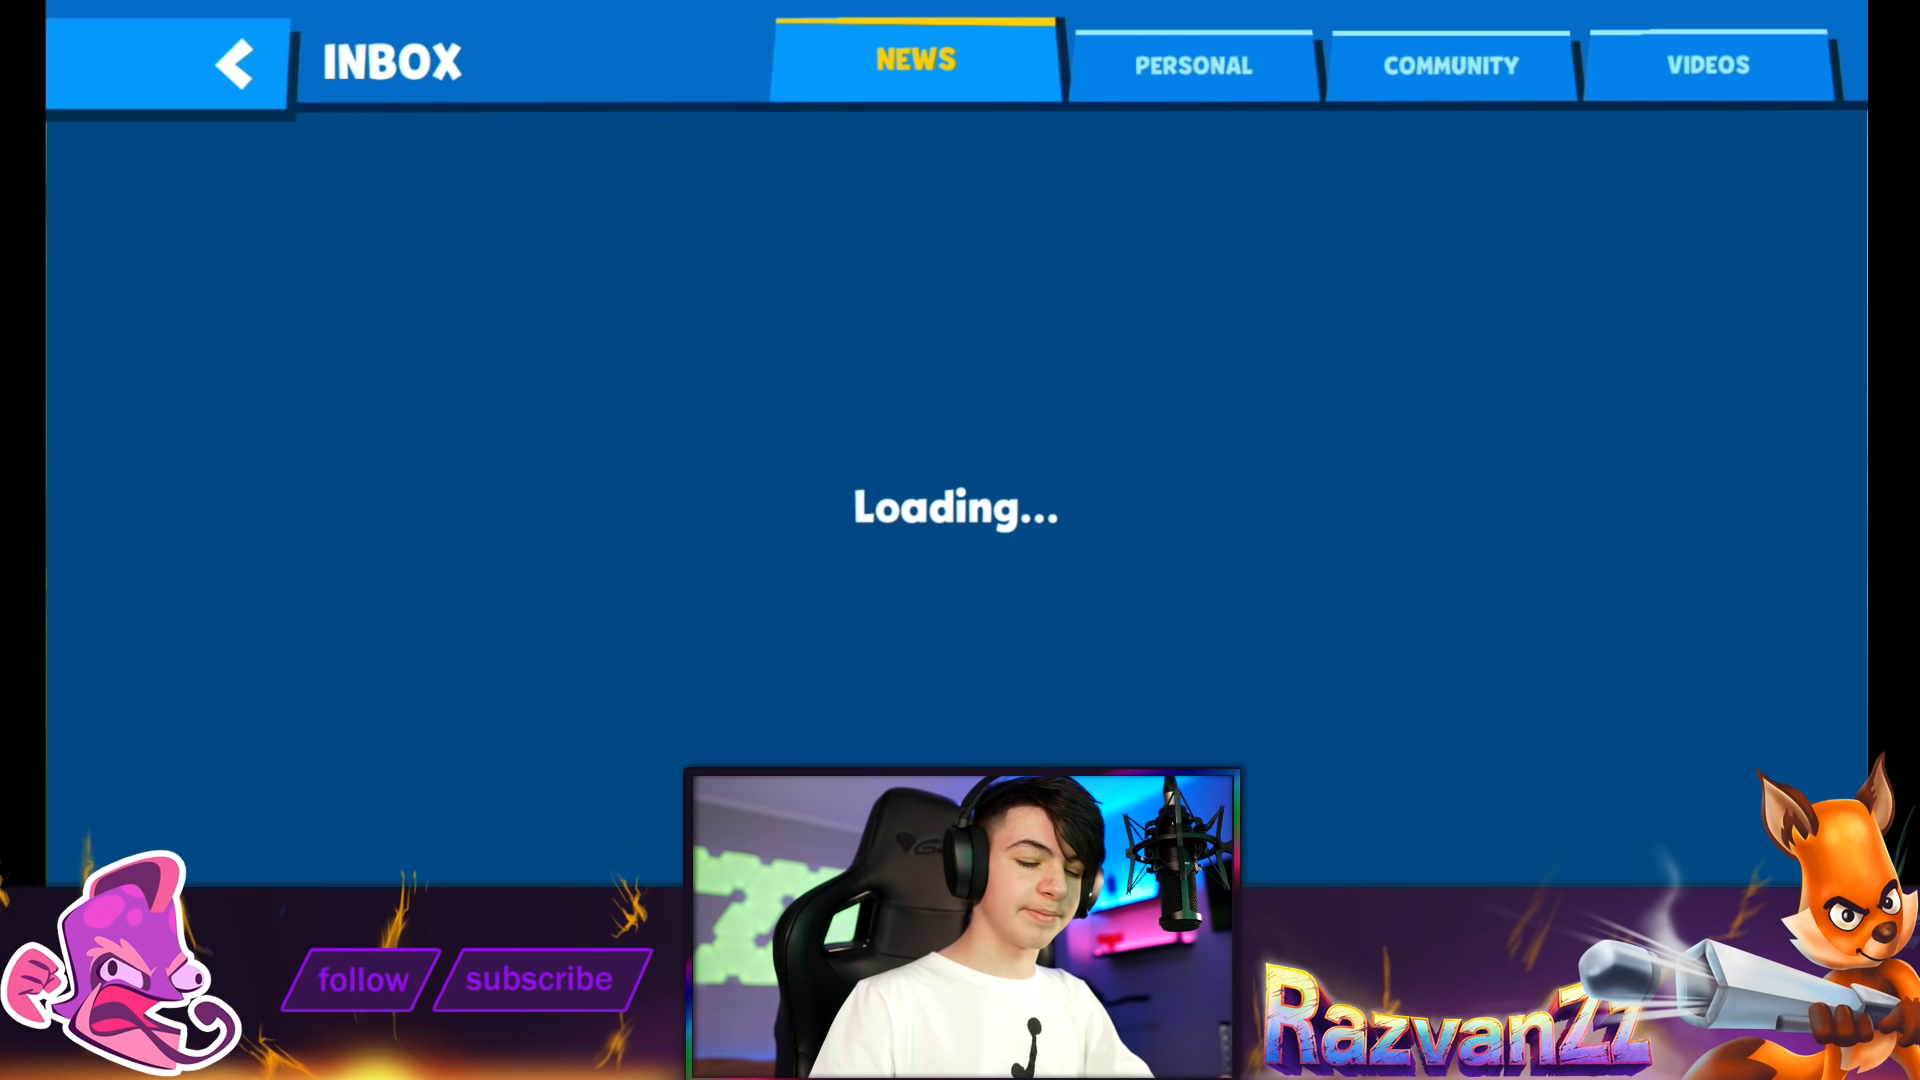 INBOX
NEWS
PERSONAL
COMMUNITY
VIDEOS
Loading...
follow
subscribe
RazvanZz